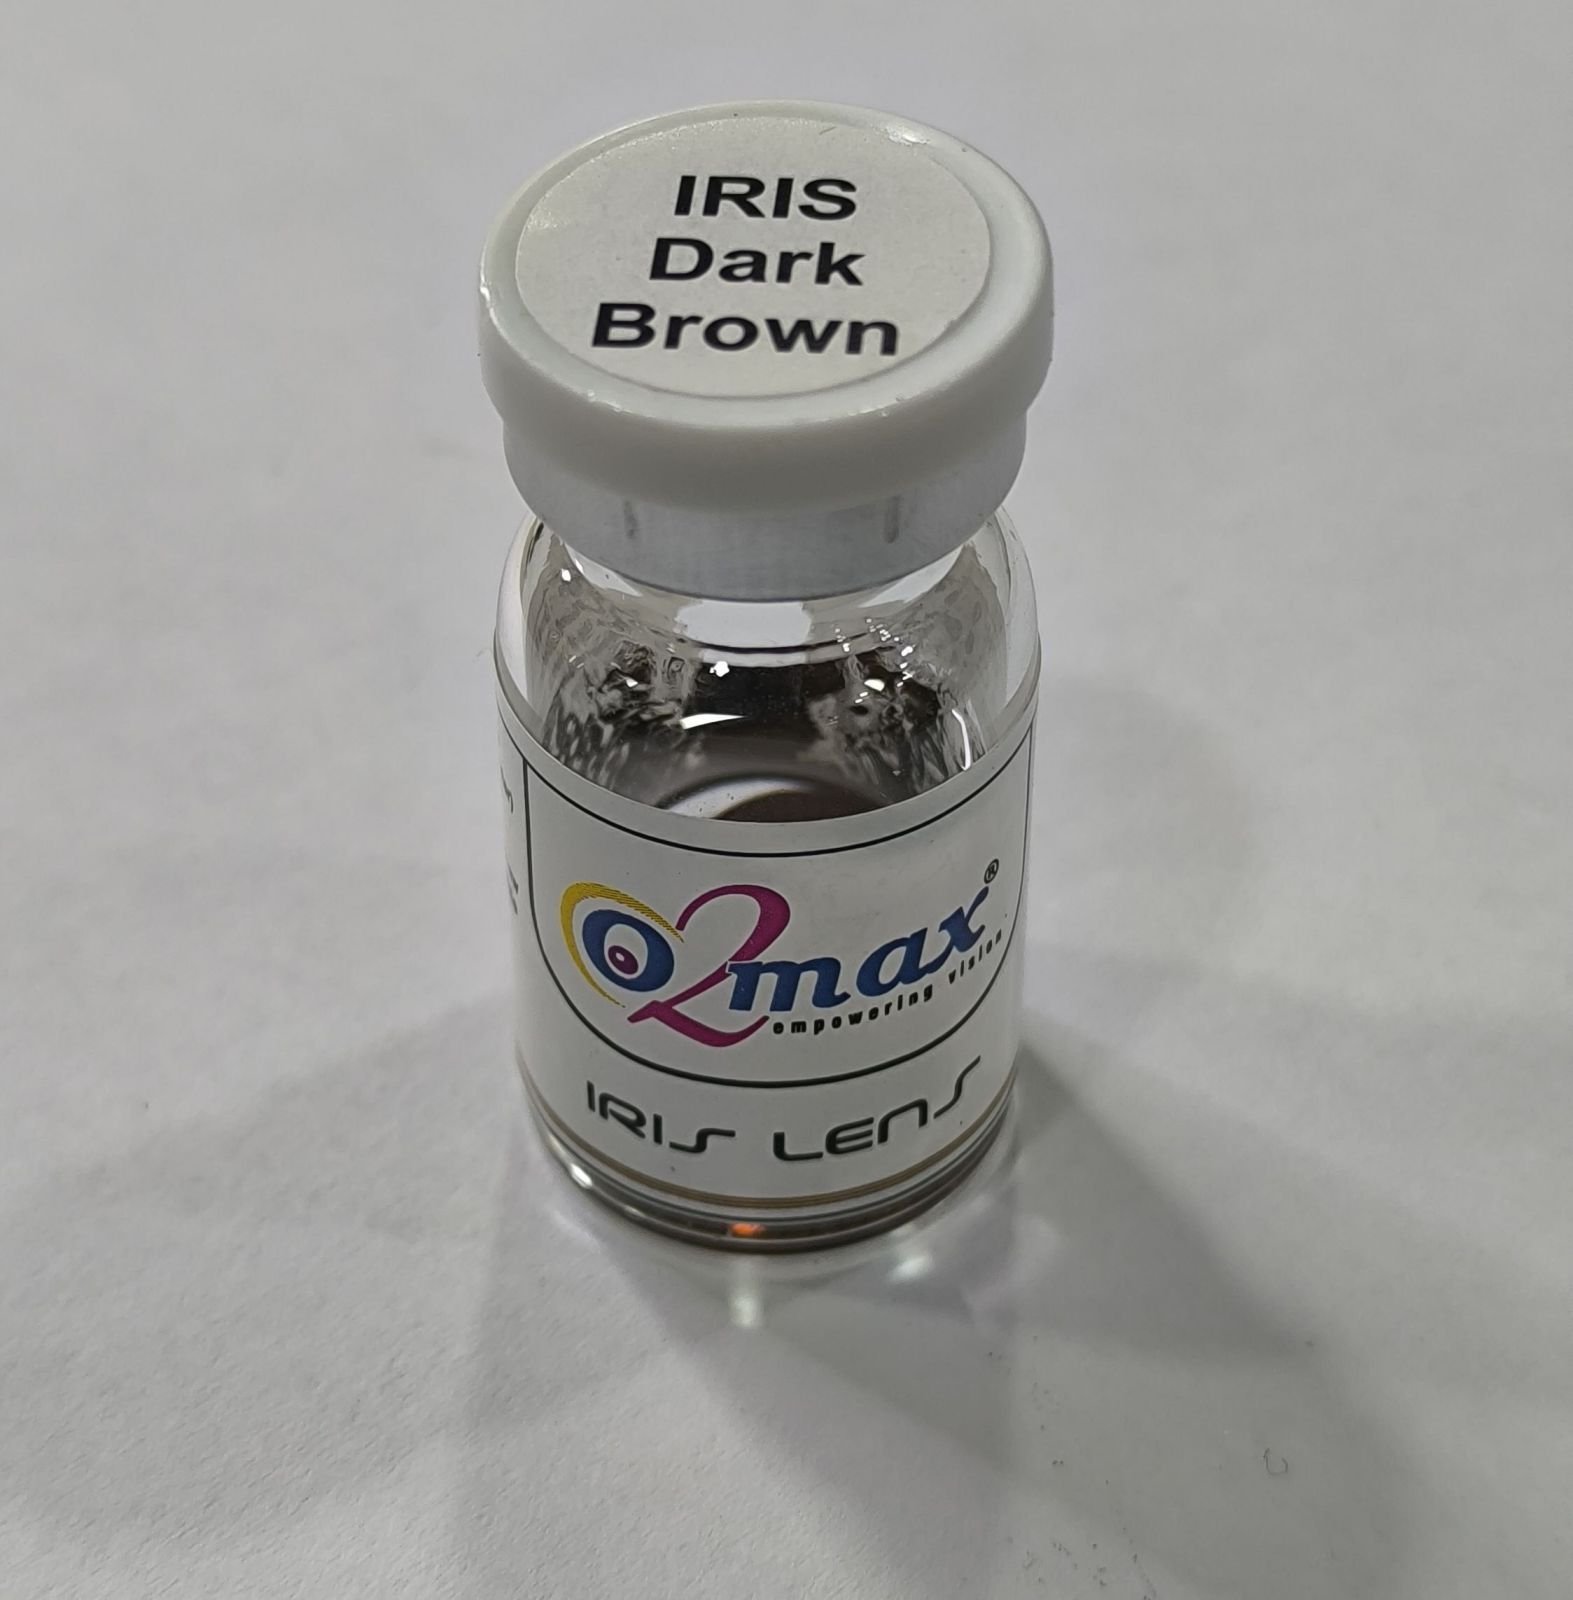 IRIS
Dark
Brown
O2max®
empowering vision
IRIS LENS